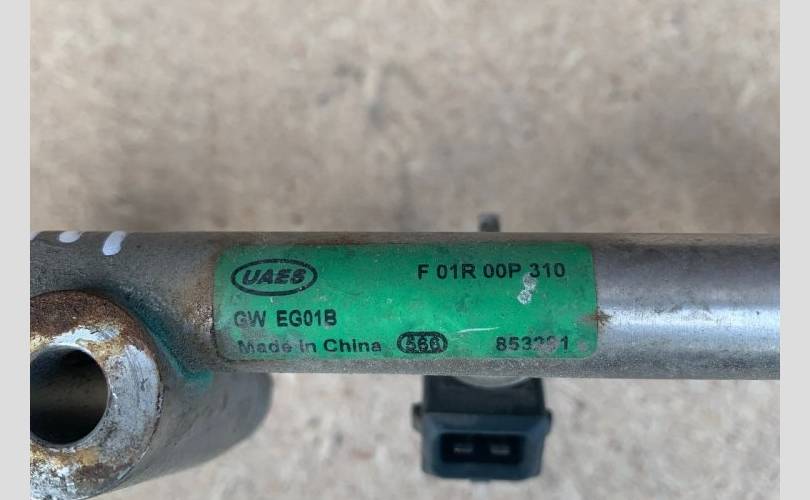 UAES F 01R 00P 310
GW EG01B
Made in China 566